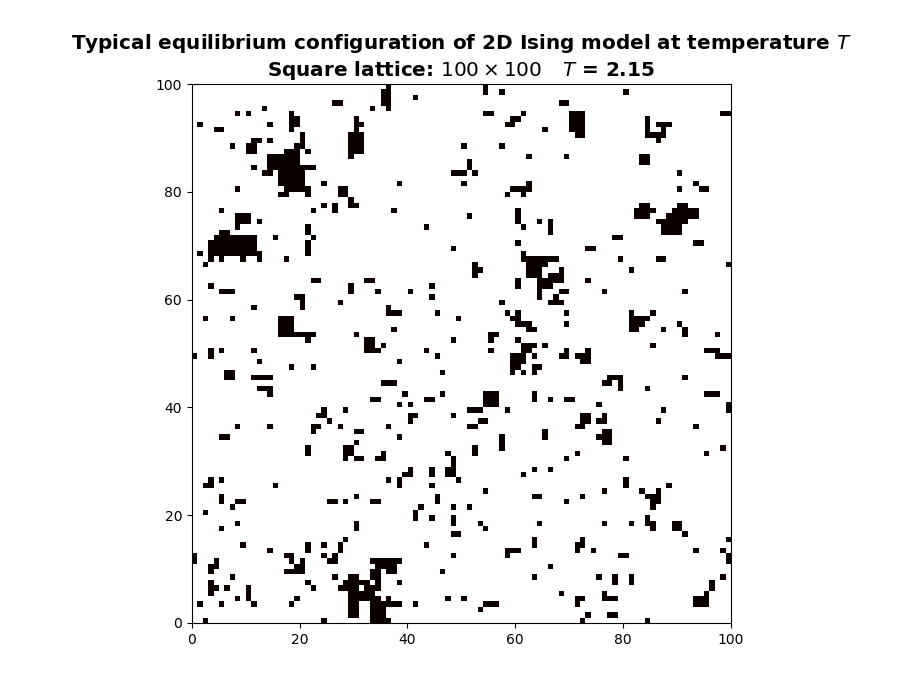 Typical equilibrium configuration of 2D Ising model at temperature T
Square lattice: 100 × 100 T = 2.15
100
80
60
40
20
0
0 20 40 60 80 100